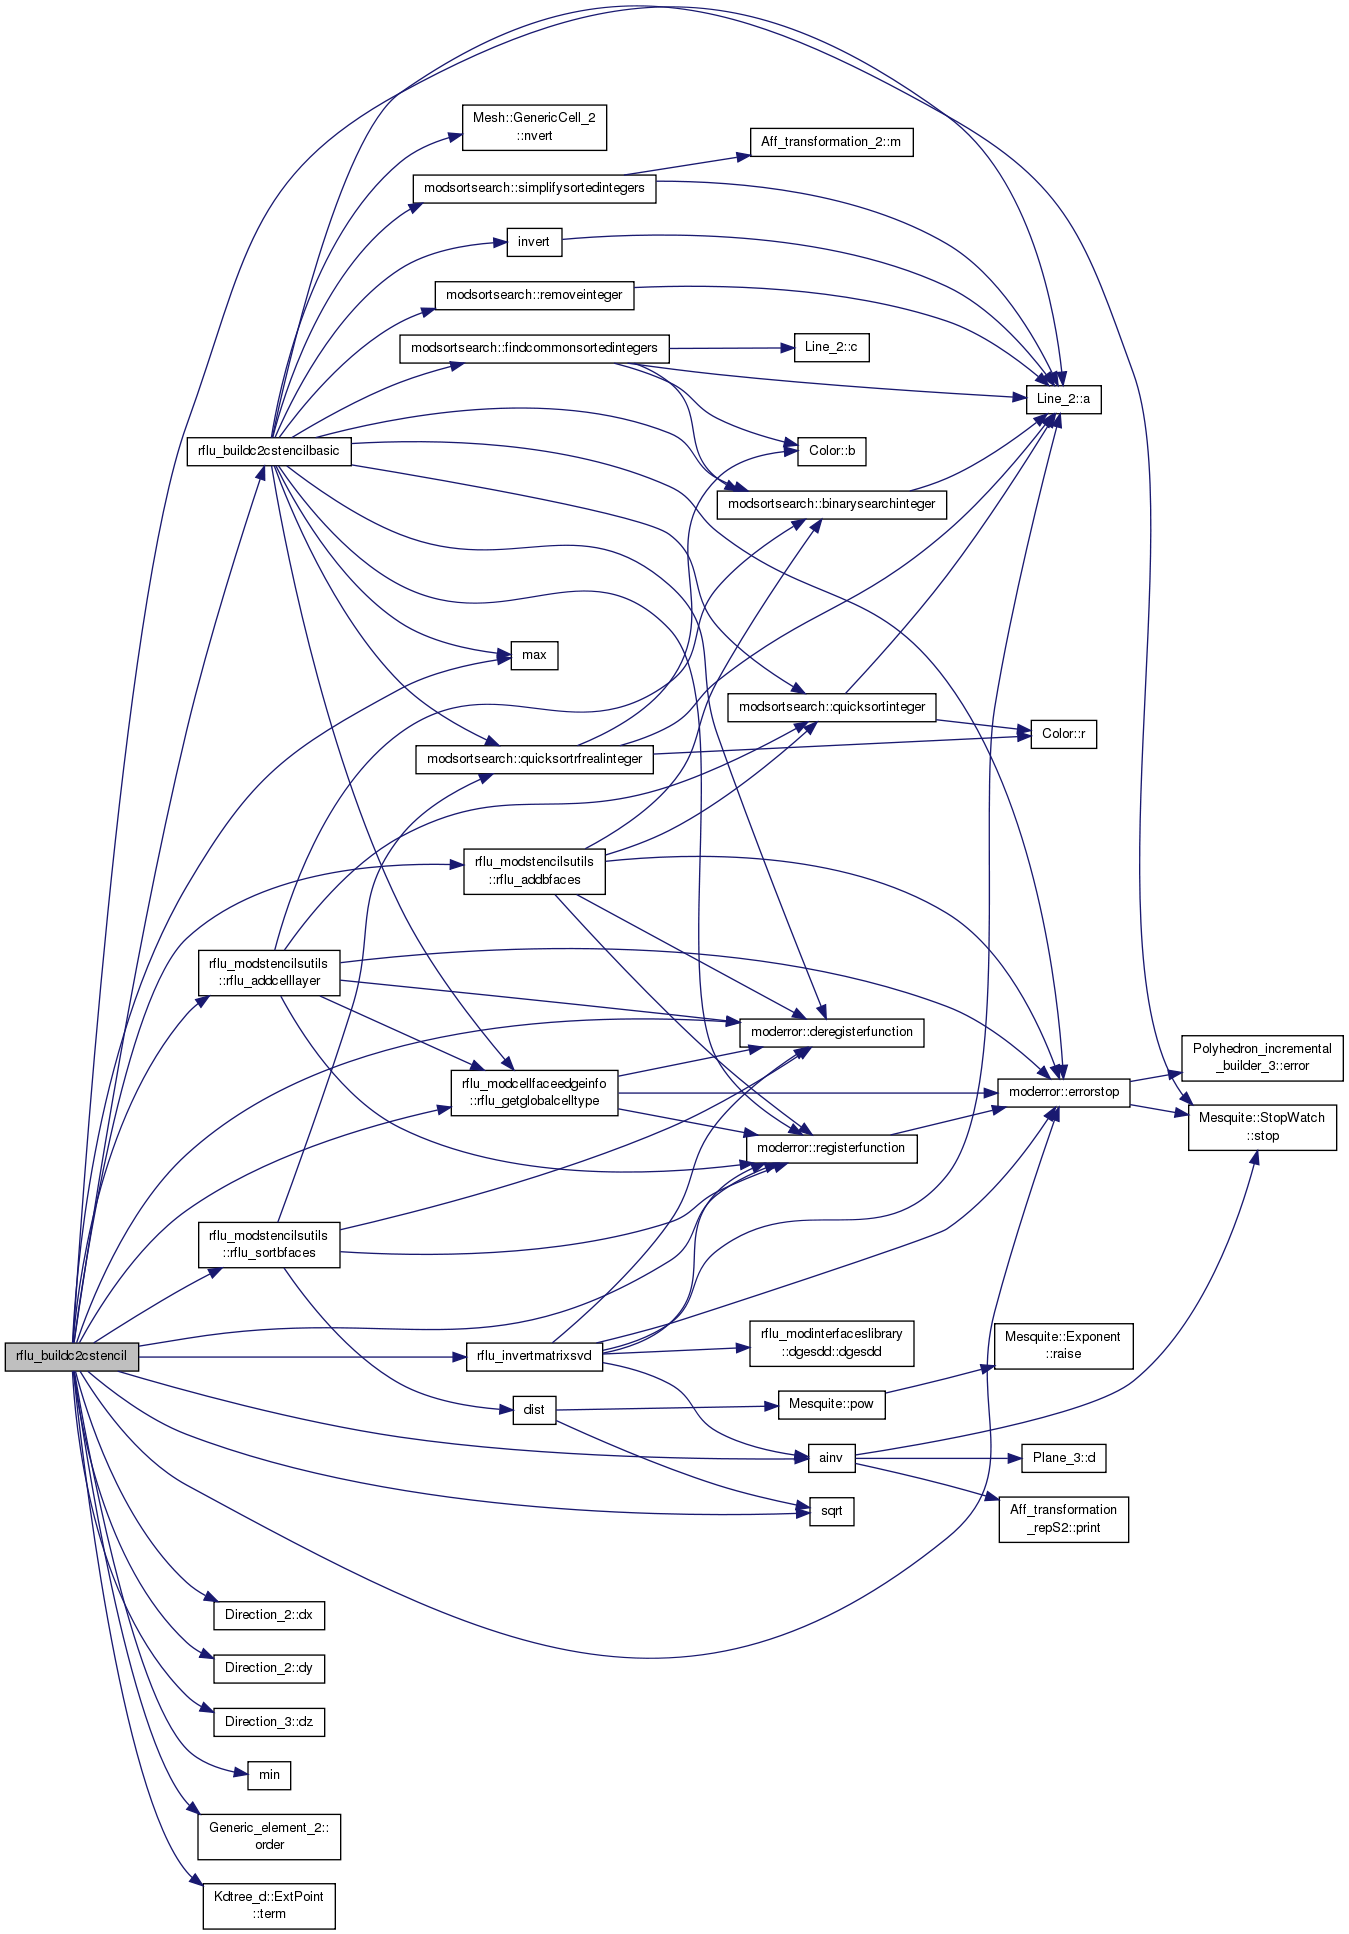 Mesh::GenericCell_2
::nvert
Aff_transformation_2::m
modsortsearch::simplifysortedintegers
invert
modsortsearch::removeinteger
modsortsearch::findcommonsortedintegers
Line_2::c
Line_2::a
rflu_buildc2cstencilbasic
Color::b
modsortsearch::binarysearchinteger
max
modsortsearch::quicksortinteger
Color::r
modsortsearch::quicksortrfrealinteger
rflu_modstencilsutils
::rflu_addbfaces
rflu_modstencilsutils
::rflu_addcelllayer
moderror::deregisterfunction
Polyhedron_incremental
_builder_3::error
rflu_modcellfaceedgeinfo
::rflu_getglobalcelltype
moderror::errorstop
Mesquite::StopWatch
::stop
moderror::registerfunction
rflu_modstencilsutils
::rflu_sortbfaces
rflu_buildc2cstencil
rflu_invertmatrixsvd
rflu_modinterfaceslibrary
::dgesdd::dgesdd
Mesquite::Exponent
::raise
dist
Mesquite::pow
ainv
Plane_3::d
sqrt
Aff_transformation
_repS2::print
Direction_2::dx
Direction_2::dy
Direction_3::dz
min
Generic_element_2::
order
Kdtree_d::ExtPoint
::term